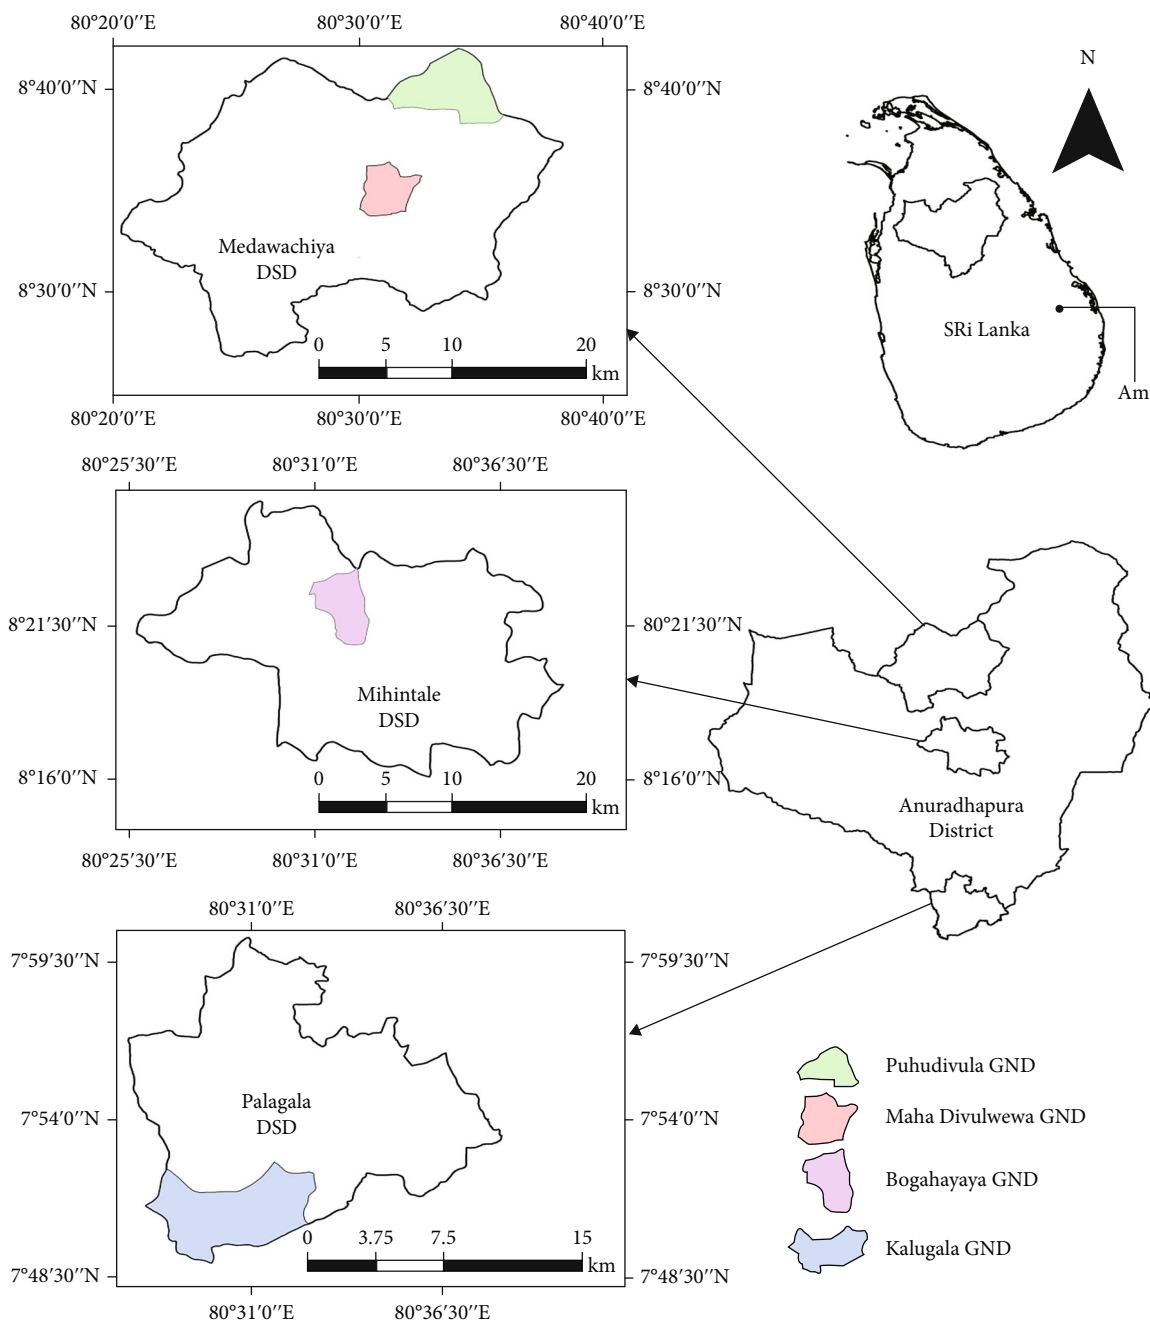 80°20′0′′E 80°30′0′′E 80°40′0′′E
8°40′0′′N 8°40′0′′N
Medawachiya
DSD
8°30′0′′N 8°30′0′′N
0 5 10 20
km
80°20′0′′E 80°30′0′′E 80°40′0′′E
N
SRi Lanka
Am
80°25′30′′E 80°31′0′′E 80°36′30′′E
8°21′30′′N 80°21′30′′N
Mihintale
DSD
8°16′0′′N 8°16′0′′N
0 5 10 20
km
80°25′30′′E 80°31′0′′E 80°36′30′′E
Anuradhapura
District
80°31′0′′E 80°36′30′′E
7°59′30′′N 7°59′30′′N
Palagala
DSD
7°54′0′′N 7°54′0′′N
0 3.75 7.5 15
km
7°48′30′′N 7°48′30′′N
80°31′0′′E 80°36′30′′E
Puhudivula GND
Maha Divulwewa GND
Bogahayaya GND
Kalugala GND